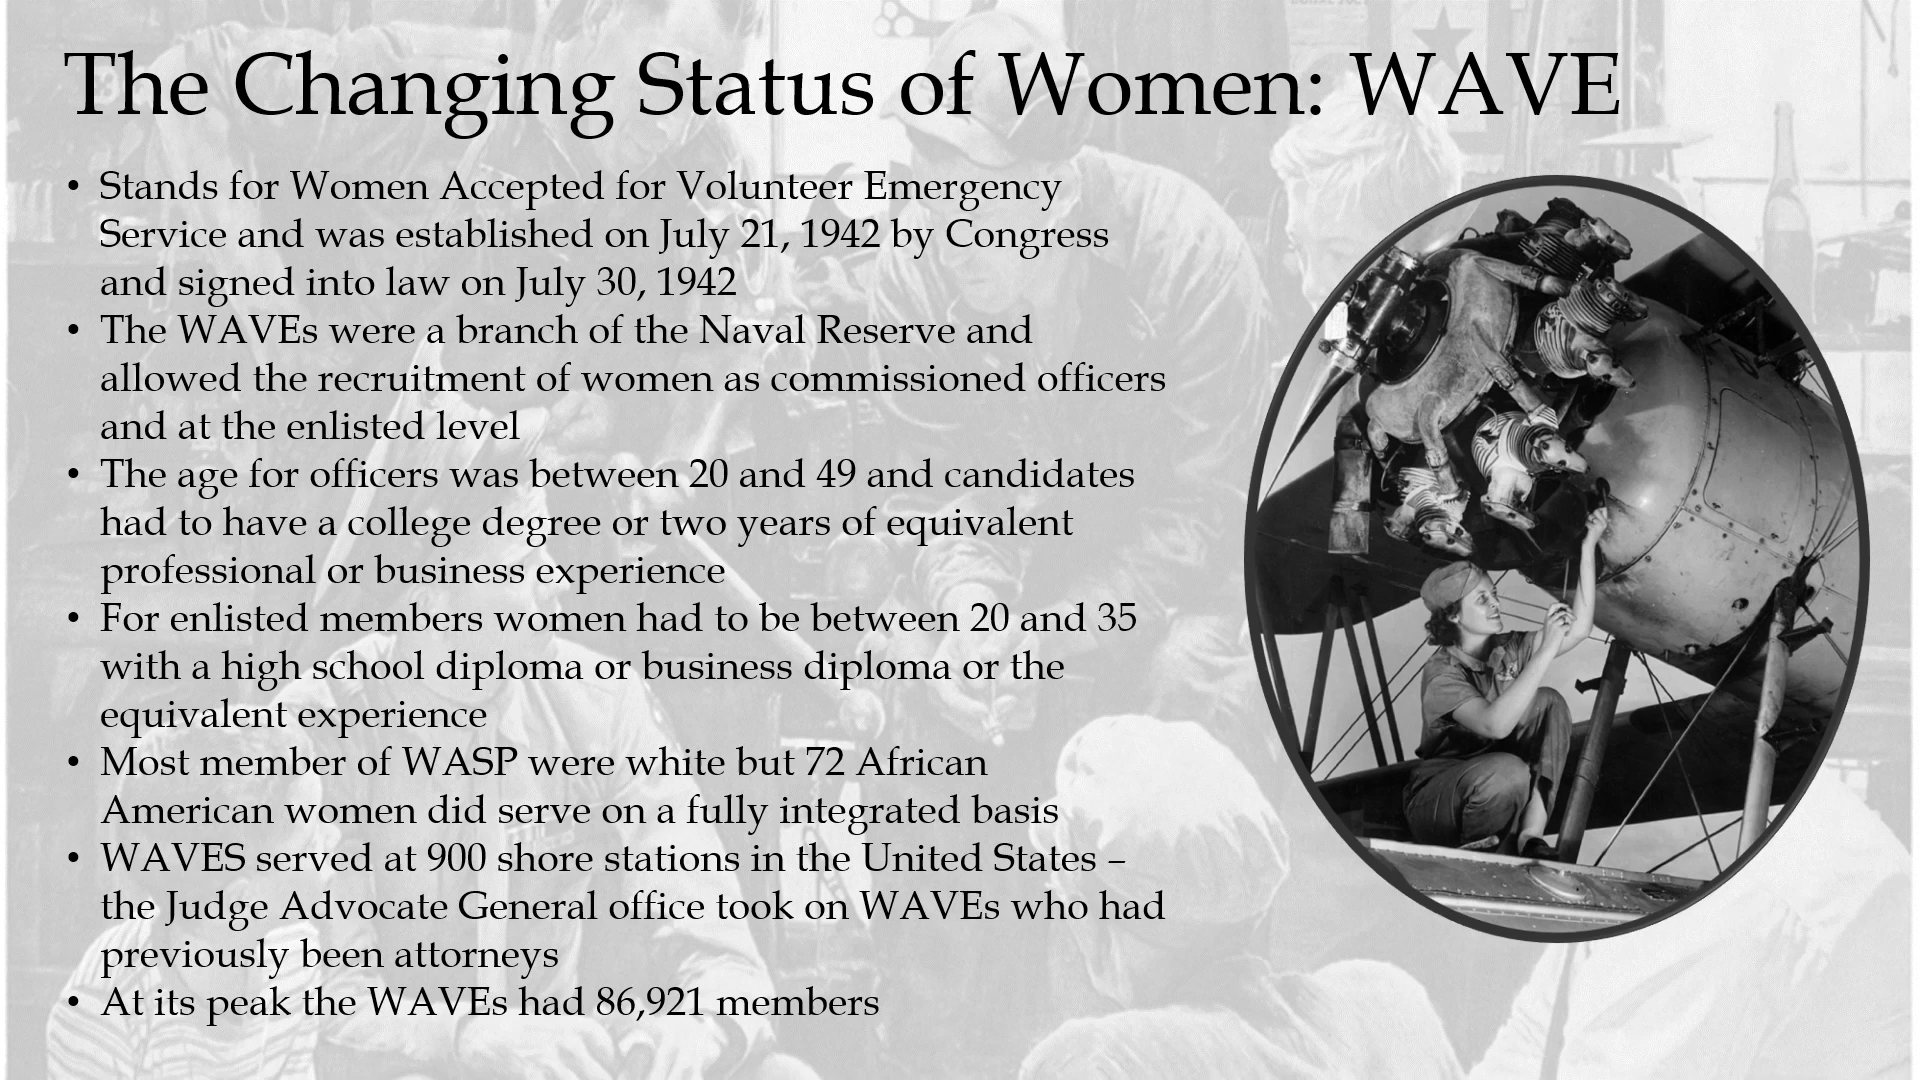 The Changing Status of Women: WAVE
• Stands for Women Accepted for Volunteer Emergency
Service and was established on July 21, 1942 by Congress
and signed into law on July 30, 1942
• The WAVEs were a branch of the Naval Reserve and
allowed the recruitment of women as commissioned officers
and at the enlisted level
• The age for officers was between 20 and 49 and candidates
had to have a college degree or two years of equivalent
professional or business experience
• For enlisted members women had to be between 20 and 35
with a high school diploma or business diploma or the
equivalent experience
• Most member of WASP were white but 72 African
American women did serve on a fully integrated basis
• WAVES served at 900 shore stations in the United States –
the Judge Advocate General office took on WAVEs who had
previously been attorneys
• At its peak the WAVEs had 86,921 members